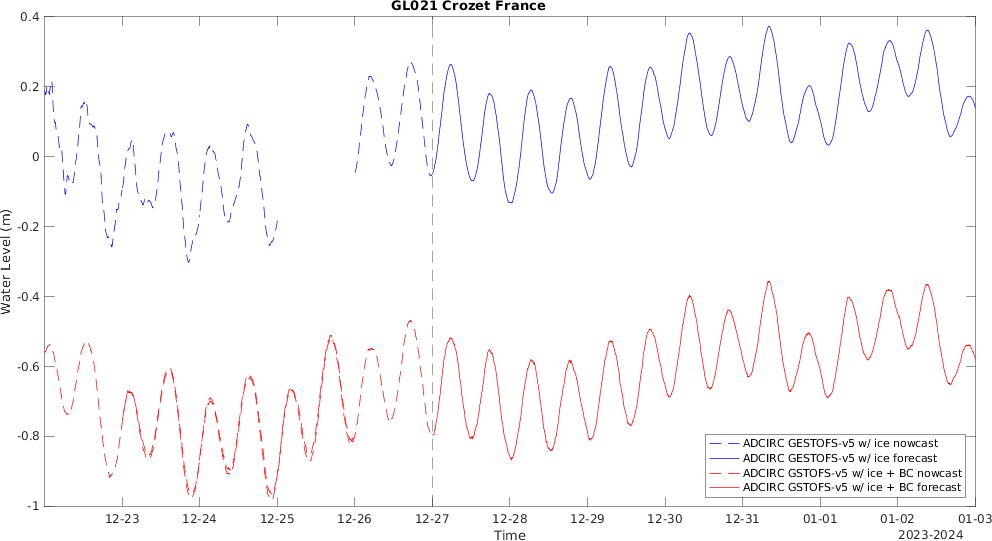 GL021 Crozet France
Water Level (m)
0.4
0.2
0
-0.2
-0.4
-0.6
-0.8
-1
ADCIRC GESTOFS-v5 w/ ice nowcast
ADCIRC GESTOFS-v5 w/ ice forecast
ADCIRC GSTOFS-v5 w/ ice + BC nowcast
ADCIRC GSTOFS-v5 w/ ice + BC forecast
12-23 12-24 12-25 12-26 12-27 12-28 12-29 12-30 12-31 01-01 01-02 01-03
Time
2023-2024